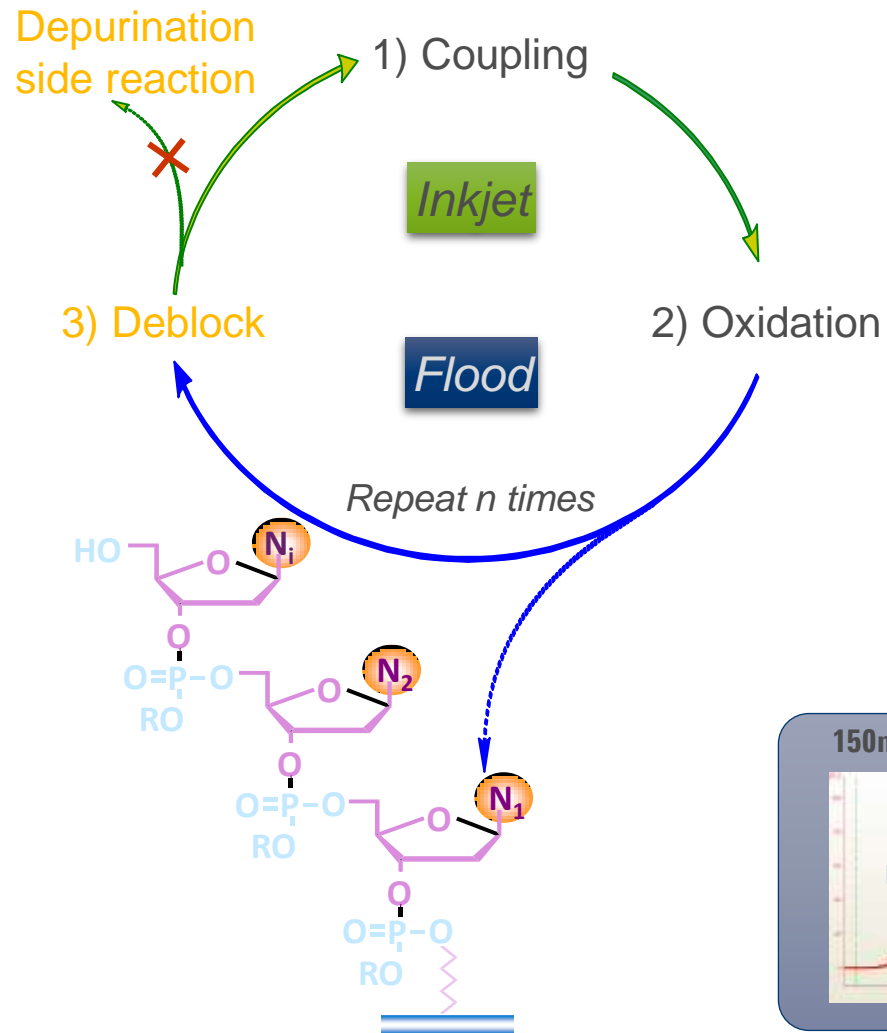 Depurination
side reaction
1) Coupling
Inkjet
3) Deblock
2) Oxidation
Flood
Repeat n times
HO
O
Nᵢ
O
O=P–O
RO
O
N₂
O
O=P–O
RO
O
N₁
O
O=P–O
RO